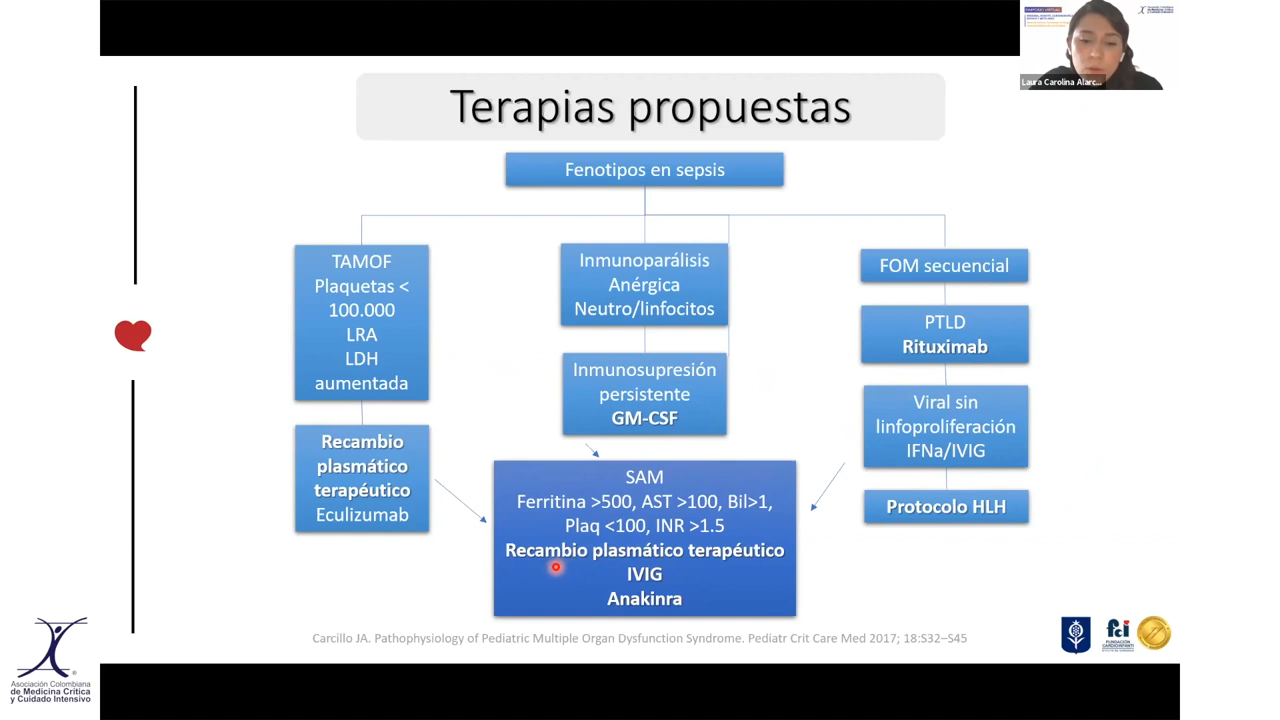 SIMPOSIO VIRTUAL
Laura Carolina Alarc...
Terapias propuestas
Fenotipos en sepsis
TAMOF
Plaquetas <
100.000
LRA
LDH
aumentada
Recambio
plasmático
terapéutico
Eculizumab
Inmunoparálisis
Anérgica
Neutro/linfocitos
Inmunosupresión
persistente
GM-CSF
FOM secuencial
PTLD
Rituximab
Viral sin
linfoproliferación
IFNa/IVIG
Protocolo HLH
SAM
Ferritina >500, AST >100, Bil>1,
Plaq <100, INR >1.5
Recambio plasmático terapéutico
IVIG
Anakinra
Carcillo JA. Pathophysiology of Pediatric Multiple Organ Dysfunction Syndrome. Pediatr Crit Care Med 2017; 18:S32–S45
Asociación Colombiana
de Medicina Crítica
y Cuidado Intensivo
fci
FUNDACIÓN